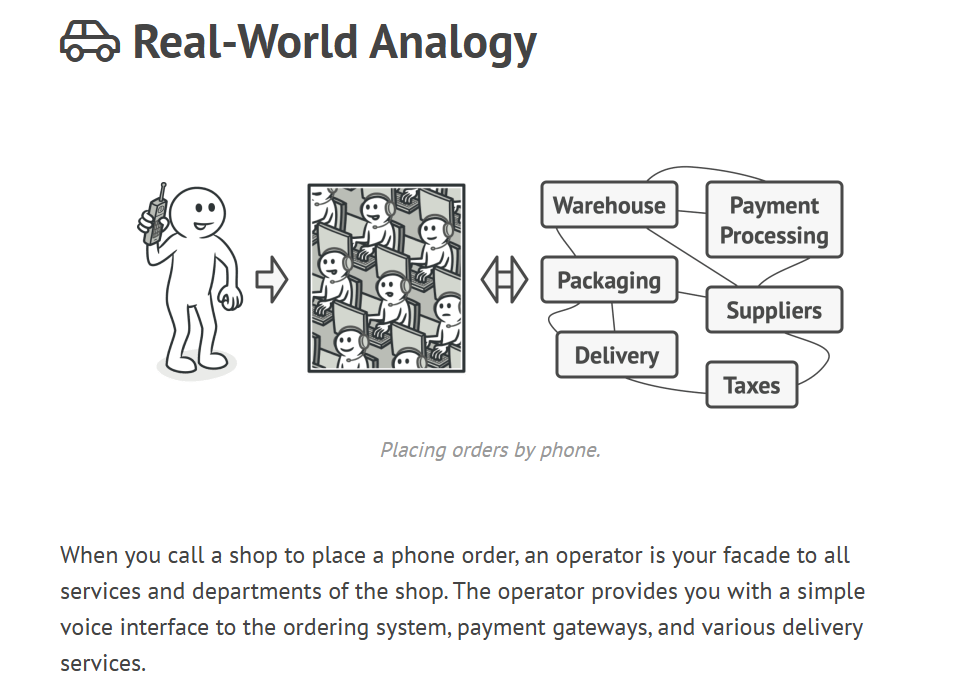 Real-World Analogy
Warehouse
Payment
Processing
Packaging
Suppliers
Delivery
Taxes
Placing orders by phone.
When you call a shop to place a phone order, an operator is your facade to all
services and departments of the shop. The operator provides you with a simple
voice interface to the ordering system, payment gateways, and various delivery
services.